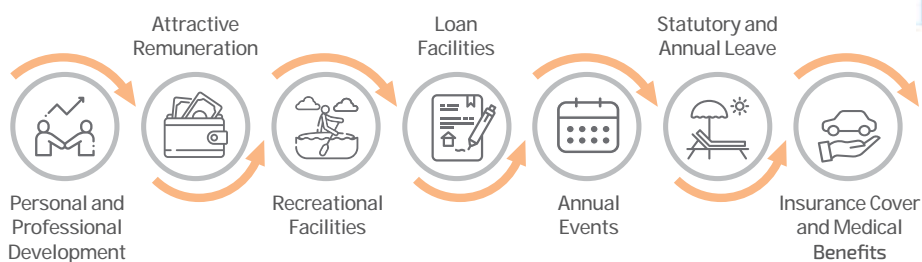 Personal and
Professional
Development
Attractive
Remuneration
Recreational
Facilities
Loan
Facilities
Annual
Events
Statutory and
Annual Leave
Insurance Cover
and Medical
Benefits